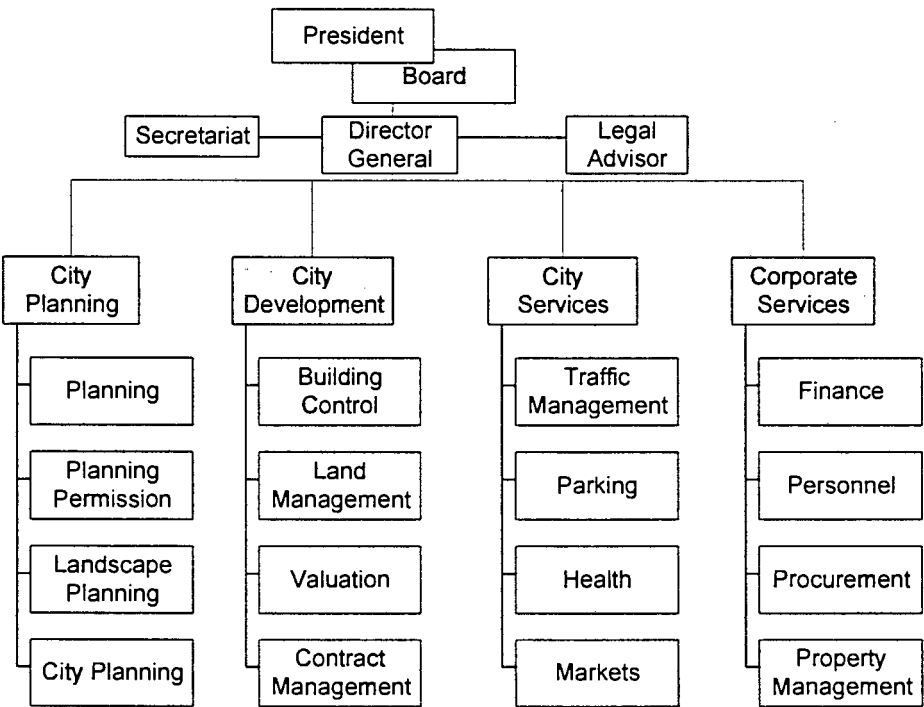 President
Board
Secretariat
Director
General
Legal
Advisor
City
Planning
City
Development
City
Services
Corporate
Services
Planning
Planning
Permission
Landscape
Planning
City Planning
Building
Control
Land
Management
Valuation
Contract
Management
Traffic
Management
Parking
Health
Markets
Finance
Personnel
Procurement
Property
Management